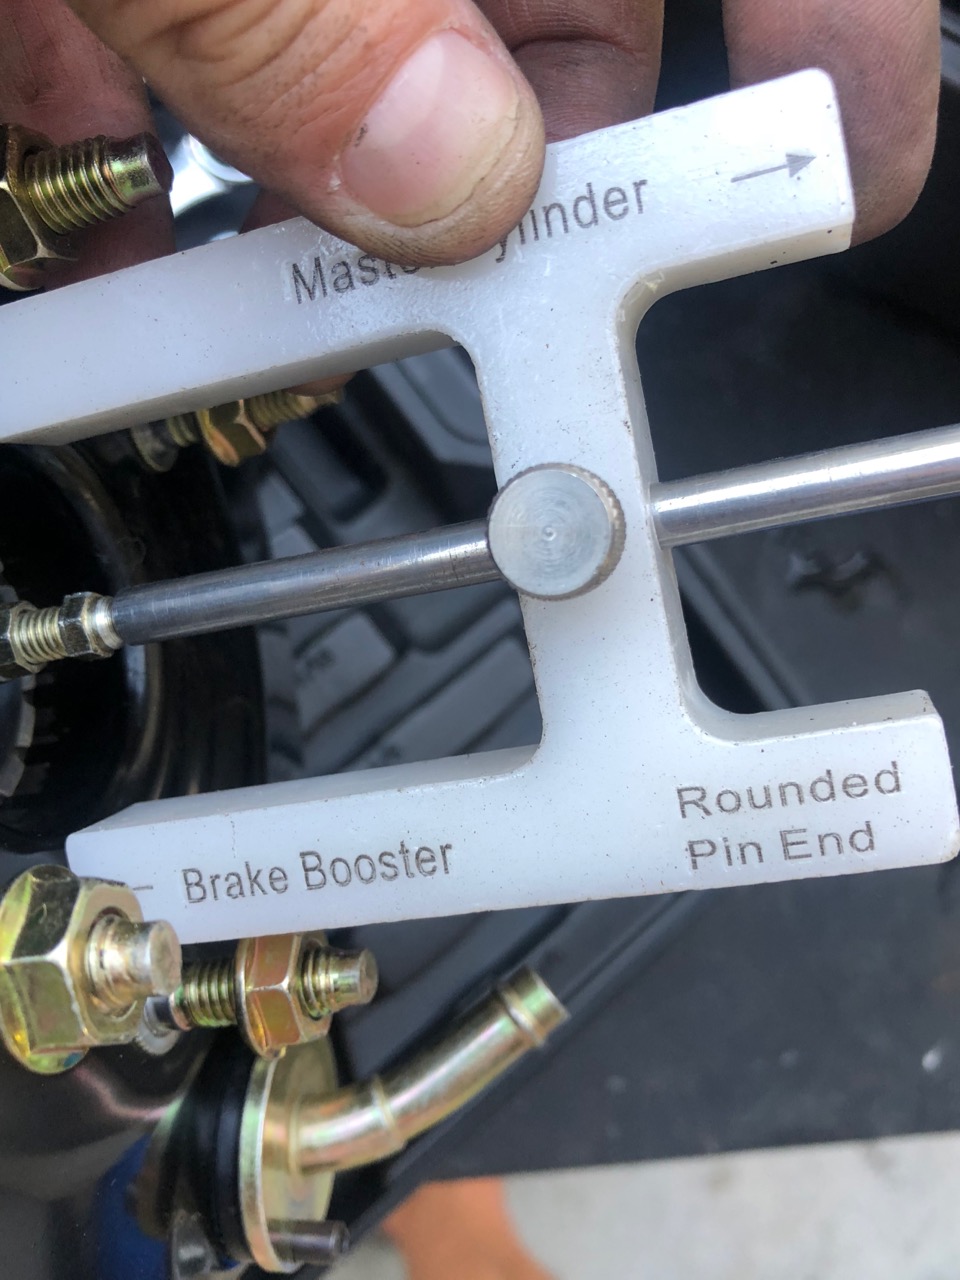 Brake Booster
Rounded
Pin End